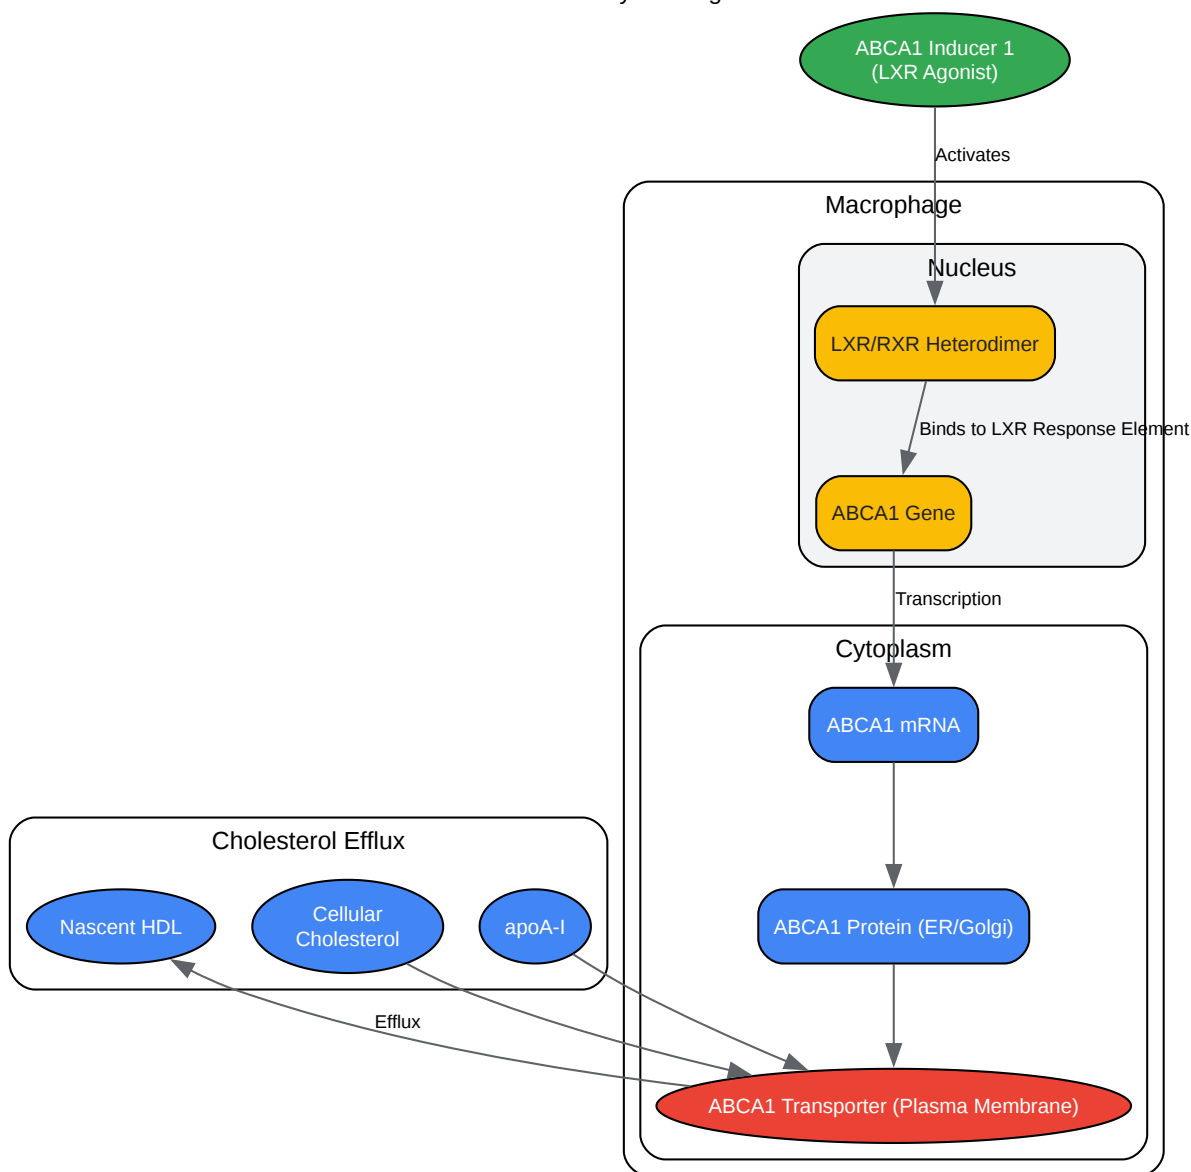 ABCA1 Inducer 1
(LXR Agonist)
Activates
Macrophage
Nucleus
LXR/RXR Heterodimer
Binds to LXR Response Element
ABCA1 Gene
Transcription
Cytoplasm
ABCA1 mRNA
Cholesterol Efflux
Nascent HDL
Cellular
Cholesterol
apoA-I
ABCA1 Protein (ER/Golgi)
Efflux
ABCA1 Transporter (Plasma Membrane)